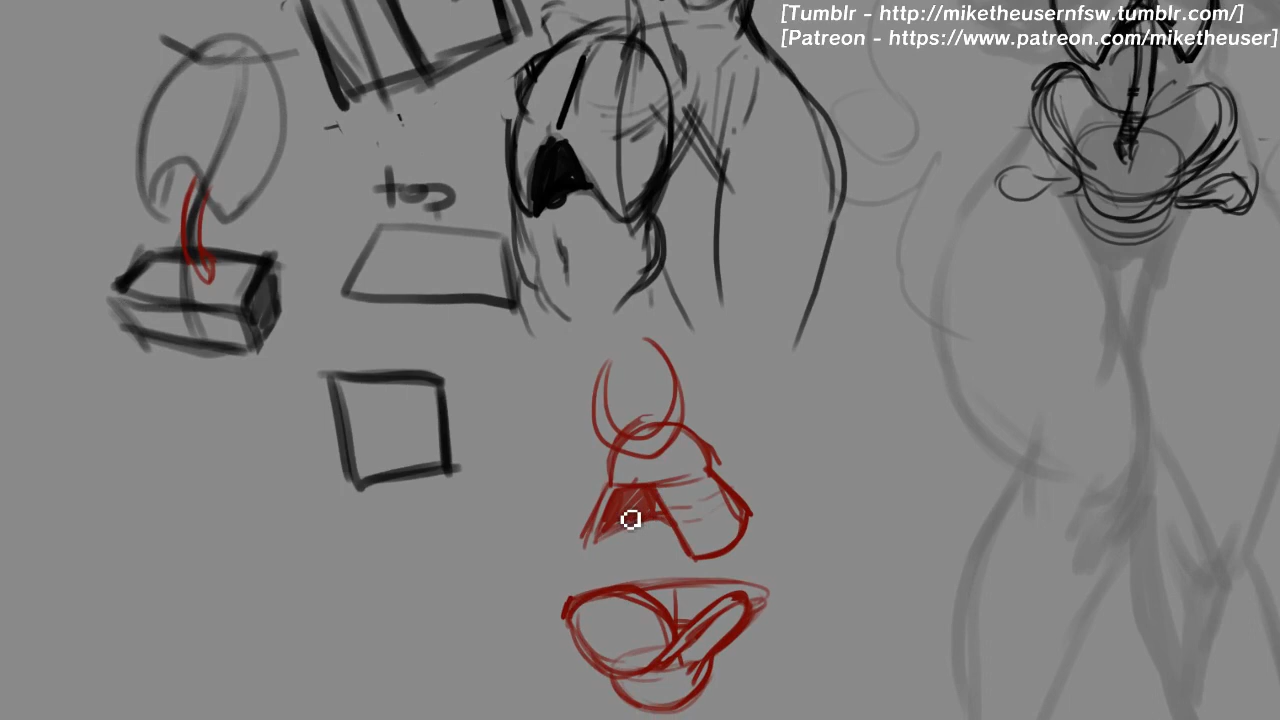 [Tumblr - http://miketheusernfsw.tumblr.com/]
[Patreon - https://www.patreon.com/miketheuser]
top